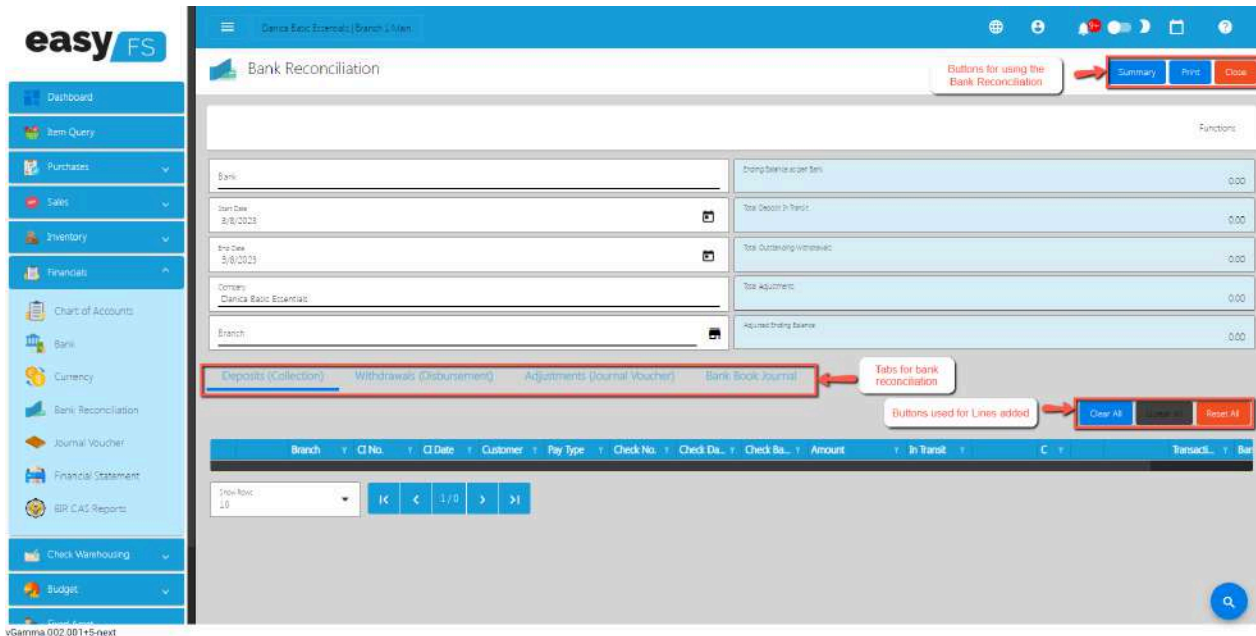 easy FS
Danica Basic Essentials | Branch 1 Main
Bank Reconciliation
Buttons for using the
Bank Reconciliation
Summary
Print
Close
Dashboard
Item Query
Purchases
Sales
Inventory
Financials
Chart of Accounts
Bank
Currency
Bank Reconciliation
Journal Voucher
Financial Statement
BIR CAS Reports
Check Warehousing
Budget
Fixed Asset
Functions
Bank
Ending Balance as per Bank
0.00
Start Date
3/8/2023
Total Deposit In Transit
0.00
End Date
3/8/2023
Total Outstanding Withdrawals
0.00
Company
Danica Basic Essentials
Total Adjustment
0.00
Branch
Adjusted Ending Balance
0.00
Deposits (Collection)
Withdrawals (Disbursement)
Adjustments (Journal Voucher)
Bank Book Journal
Tabs for bank
reconciliation
Buttons used for Lines added
Clear All
Reset All
Branch
CI No.
CI Date
Customer
Pay Type
Check No.
Check Da...
Check Ba...
Amount
In Transit
C
Transacti...
Ban
Show Rows
10
1 / 0
vGamma.002.001+5-next